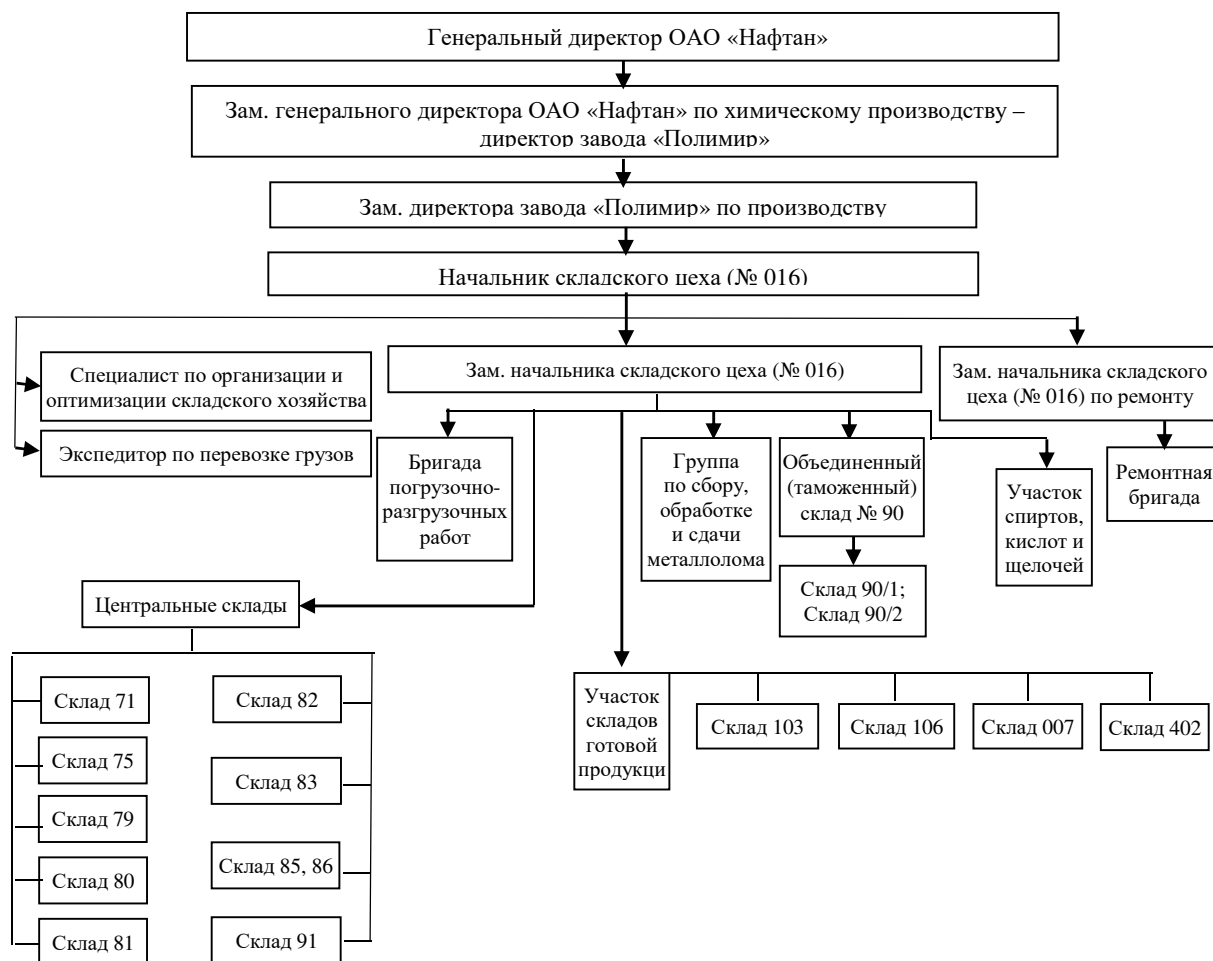 Генеральный директор ОАО «Нафтан»
Зам. генерального директора ОАО «Нафтан» по химическому производству –
директор завода «Полимир»
Зам. директора завода «Полимир» по производству
Начальник складского цеха (№ 016)
Специалист по организации и
оптимизации складского хозяйства
Экспедитор по перевозке грузов
Зам. начальника складского цеха (№ 016)
Зам. начальника складского
цеха (№ 016) по ремонту
Бригада
погрузочно-
разгрузочных
работ
Группа
по сбору,
обработке
и сдачи
металлолома
Объединенный
(таможенный)
склад № 90
Склад 90/1;
Склад 90/2
Участок
спиртов,
кислот и
щелочей
Ремонтная
бригада
Центральные склады
Склад 71
Склад 75
Склад 79
Склад 80
Склад 81
Склад 82
Склад 83
Склад 85, 86
Склад 91
Участок
складов
готовой
продукци
Склад 103
Склад 106
Склад 007
Склад 402